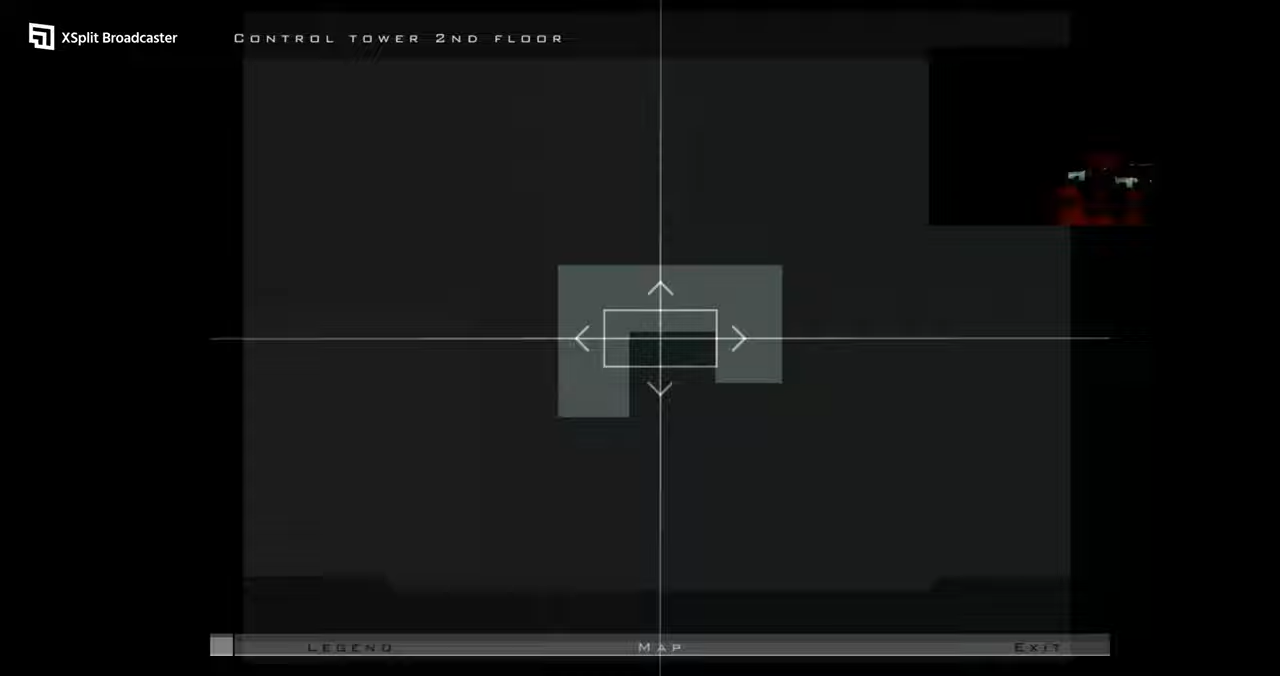 XSplit Broadcaster
CONTROL TOWER 2ND FLOOR
LEGEND
MAP
EXIT